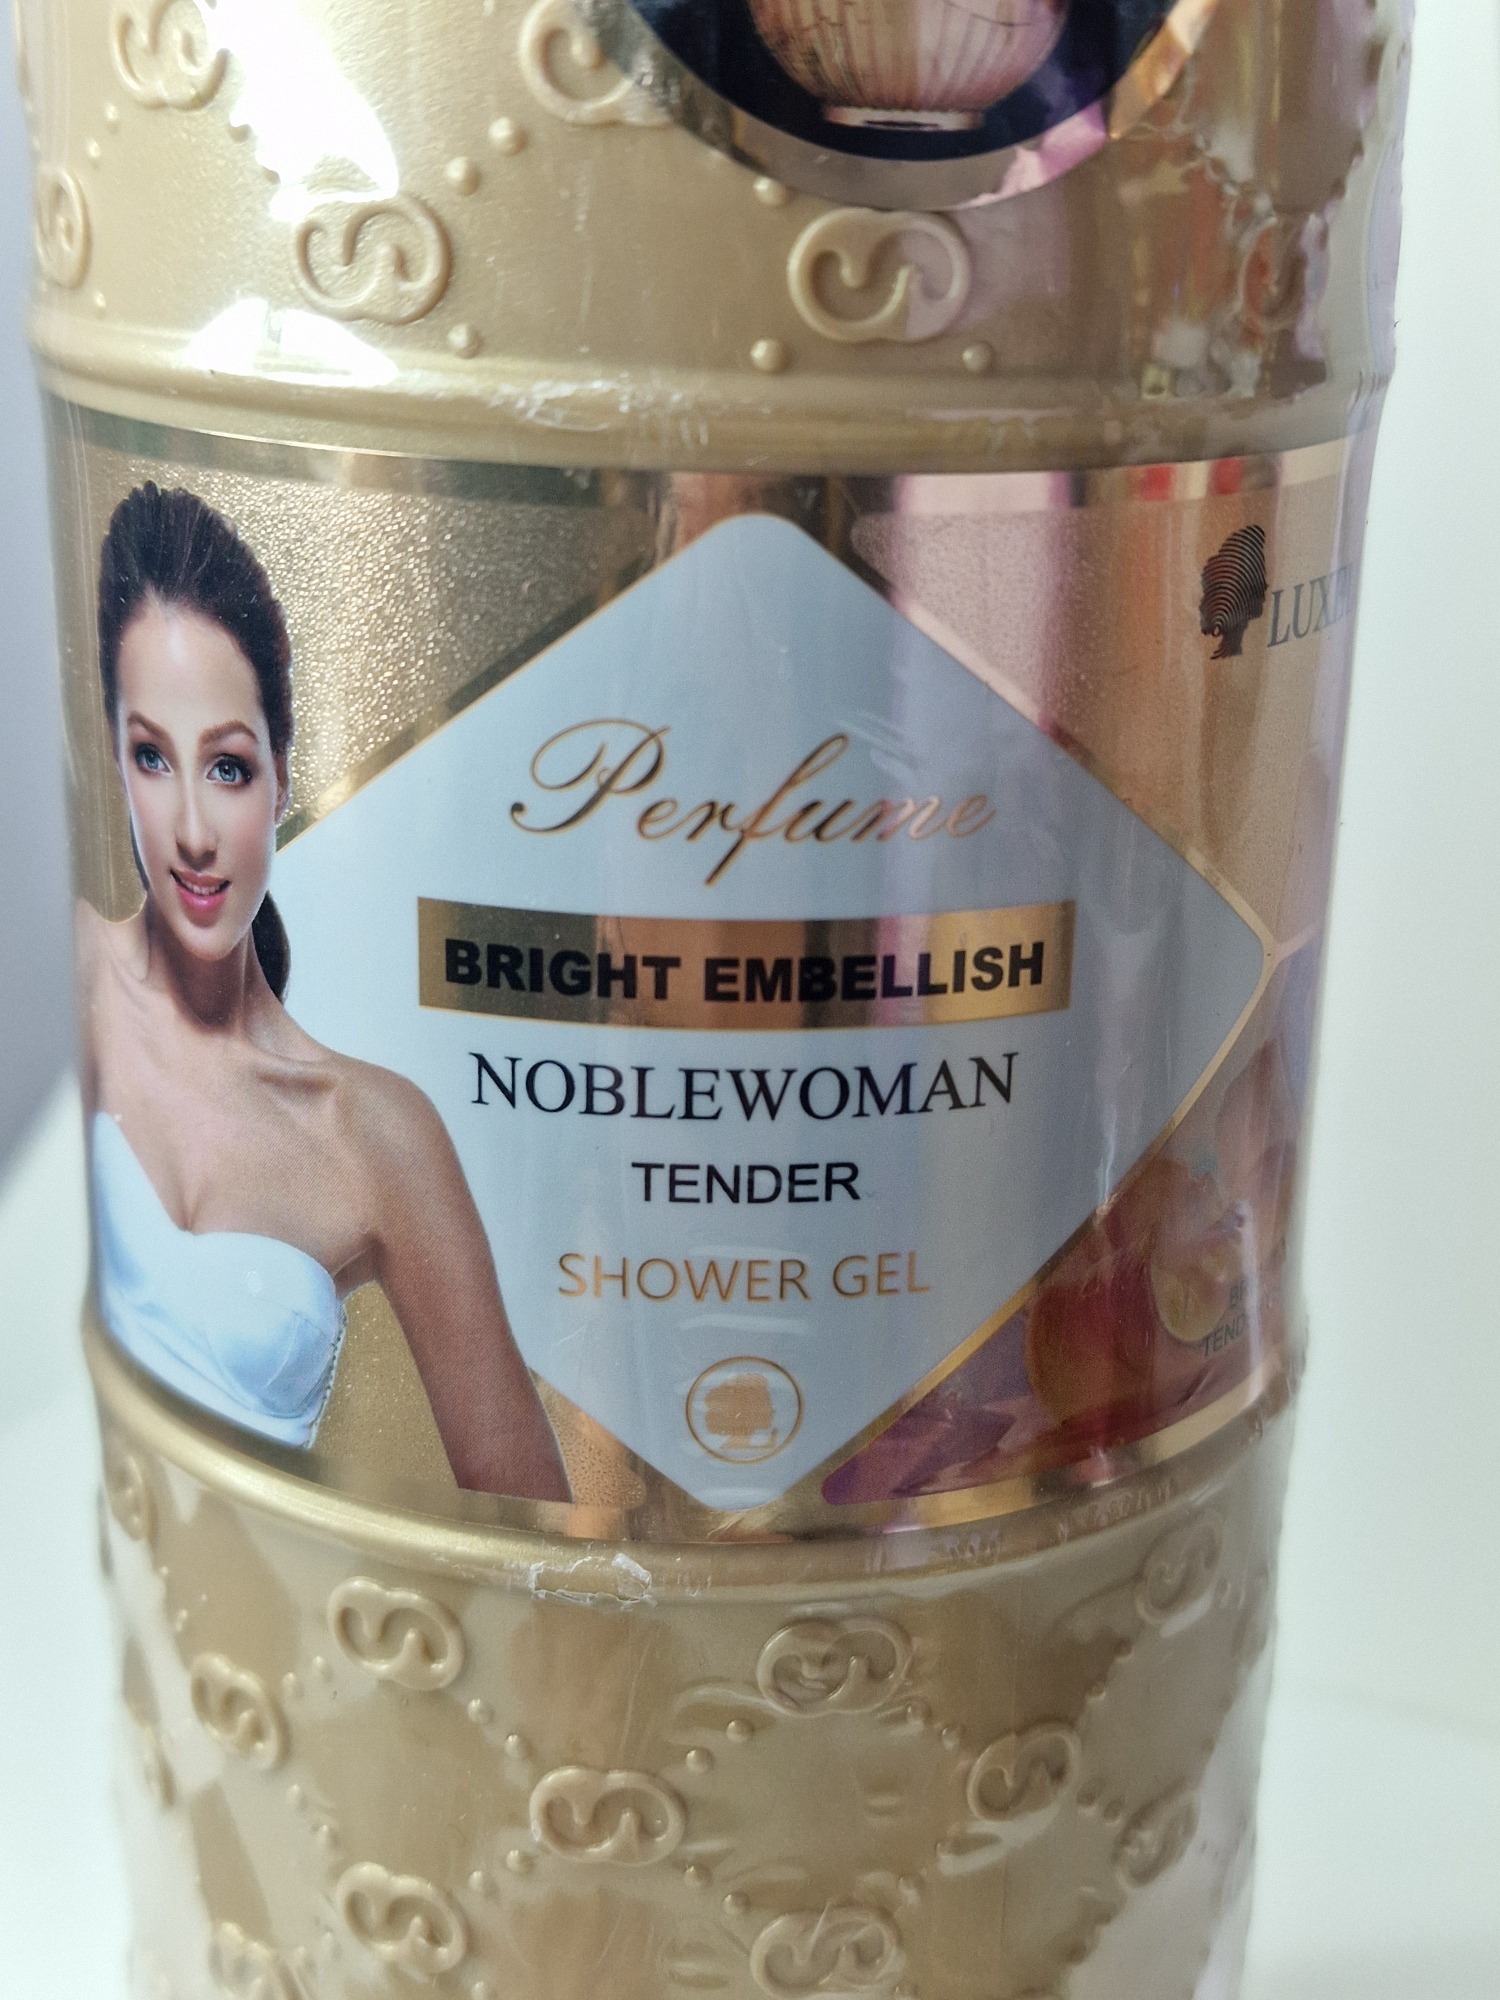 Perfume
BRIGHT EMBELLISH
NOBLEWOMAN
TENDER
SHOWER GEL